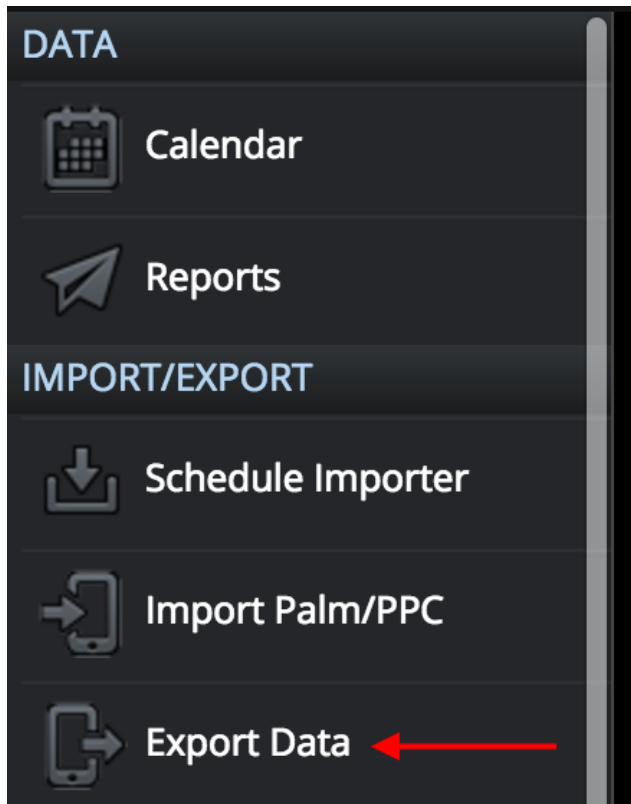 DATA
Calendar
Reports
IMPORT/EXPORT
Schedule Importer
Import Palm/PPC
Export Data